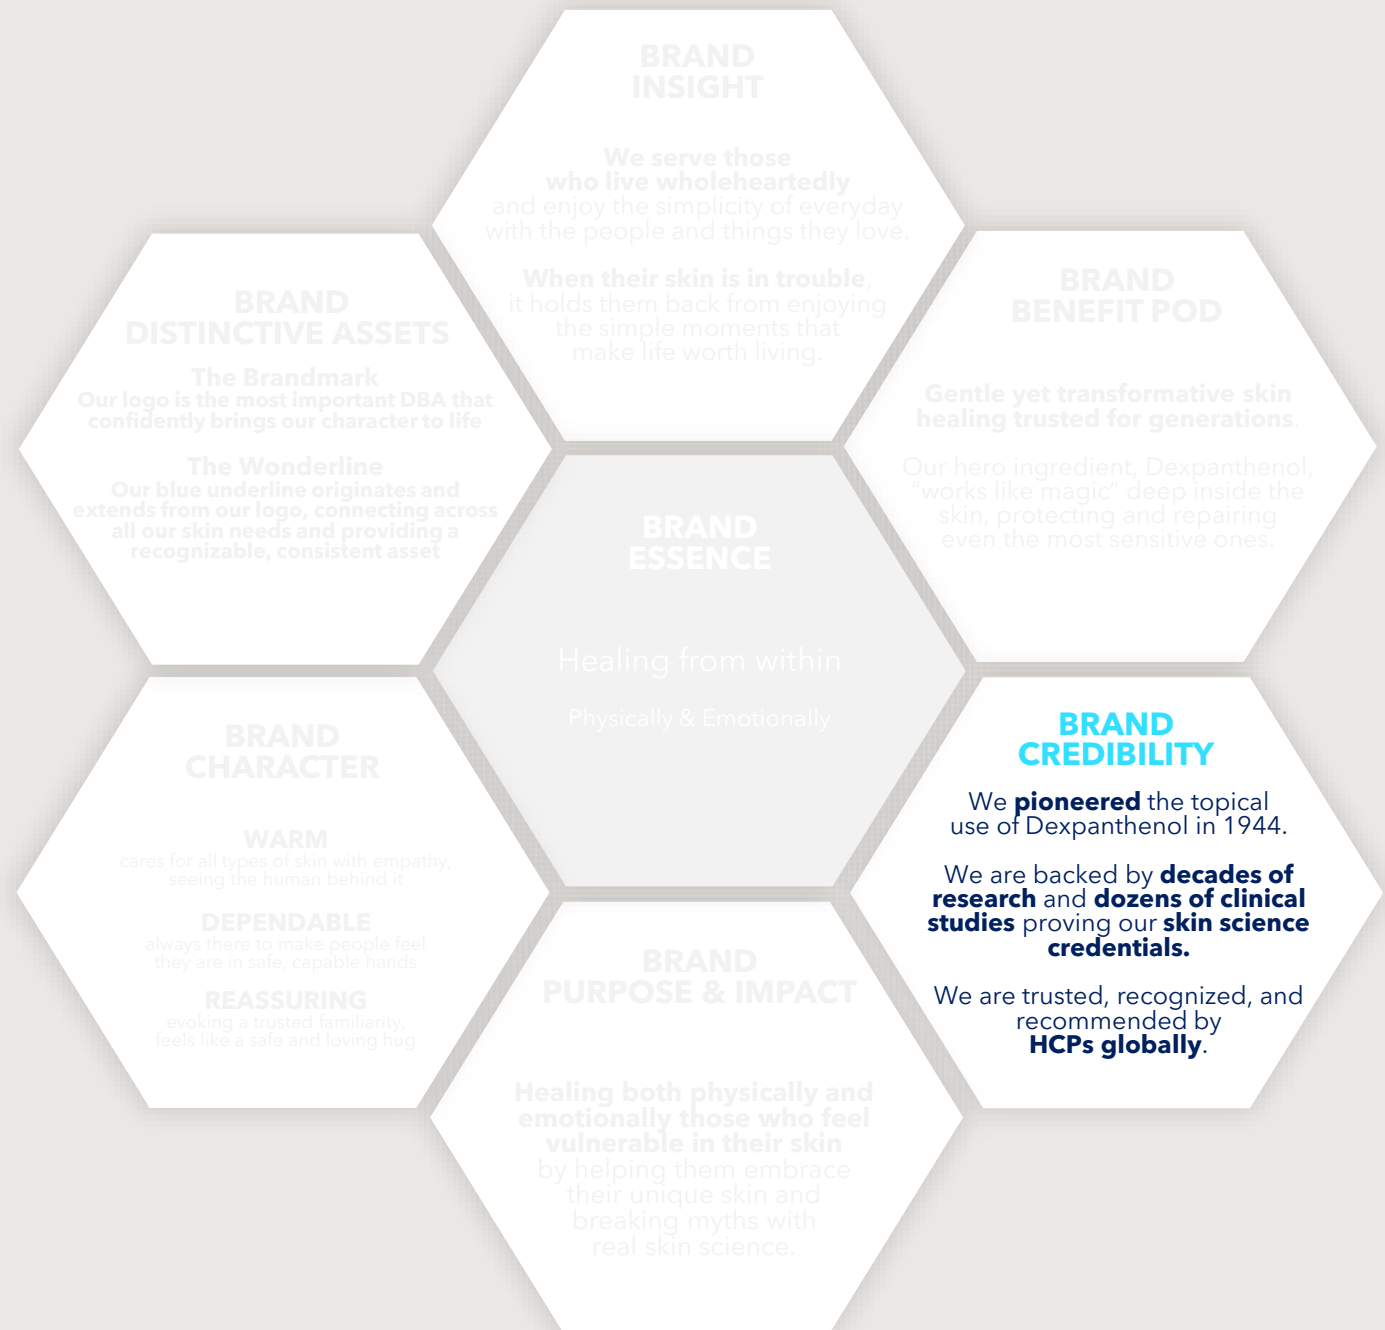 BRAND
INSIGHT
We serve those
who live wholeheartedly
and enjoy the simplicity of everyday
with the people and things they love.
When their skin is in trouble,
it holds them back from enjoying
the simple moments that
make life worth living.
BRAND
DISTINCTIVE ASSETS
The Brandmark
Our logo is the most important DBA that
confidently brings our character to life
The Wonderline
Our blue underline originates and
extends from our logo, connecting across
all our skin needs and providing a
recognizable, consistent asset
BRAND
BENEFIT POD
Gentle yet transformative skin
healing trusted for generations.
Our hero ingredient, Dexpanthenol,
“works like magic” deep inside the
skin, protecting and repairing
even the most sensitive ones.
BRAND
ESSENCE
Healing from within
Physically & Emotionally
BRAND
CHARACTER
WARM
cares for all types of skin with empathy,
seeing the human behind it
DEPENDABLE
always there to make people feel
they are in safe, capable hands
REASSURING
evoking a trusted familiarity,
feels like a safe and loving hug
BRAND
CREDIBILITY
We pioneered the topical
use of Dexpanthenol in 1944.
We are backed by decades of
research and dozens of clinical
studies proving our skin science
credentials.
We are trusted, recognized, and
recommended by
HCPs globally.
BRAND
PURPOSE & IMPACT
Healing both physically and
emotionally those who feel
vulnerable in their skin
by helping them embrace
their unique skin and
breaking myths with
real skin science.